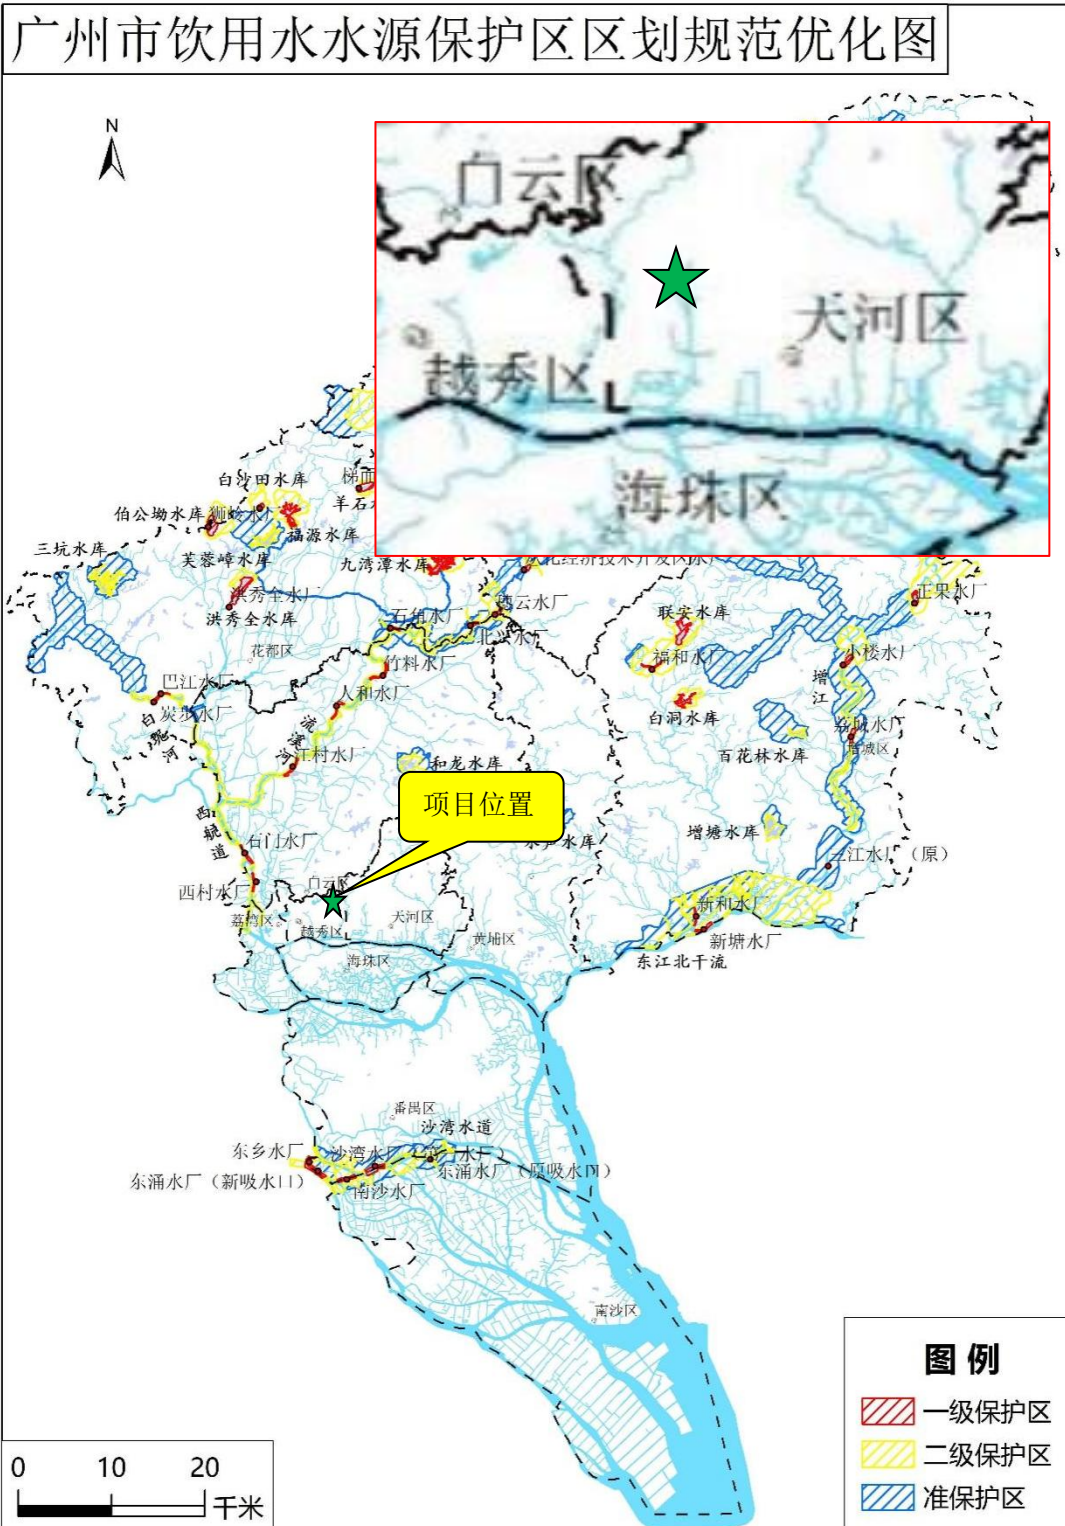 广州市饮用水水源保护区区划规范优化图
N
白云区
天河区
越秀区
海珠区
白沙田水库
伯公坳水库
狮岭水厂
福源水库
羊石水
三坑水库
芙蓉嶂水库
九湾潭水库
洪秀全水厂
洪秀全水库
石角水厂
穗云水厂
北兴水厂
花都区
竹料水厂
巴江水厂
炭步水厂
白坭河
人和水厂
流溪河
江村水厂
和龙水库
西航道
石门水厂
西村水厂
项目位置
白云区
荔湾区
越秀区
天河区
黄埔区
海珠区
联安水库
福和水厂
白洞水库
百花林水库
正果水厂
小楼水厂
增江
荔城水厂
增城区
增塘水库
三江水厂（原）
新和水厂
新塘水厂
东江北干流
番禺区
沙湾水道
东乡水厂
沙湾水厂
东涌水厂（新吸水口）
东涌水厂（原吸水口）
南沙水厂
南沙区
图 例
一级保护区
二级保护区
准保护区
0 10 20
千米